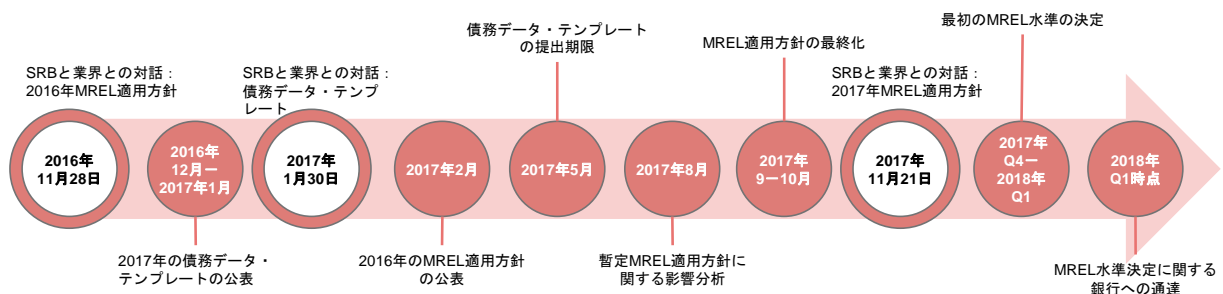 SRBと業界との対話：
2016年MREL適用方針
2016年
11月28日
2016年
12月－
2017年1月
2017年の債務データ・
テンプレートの公表
SRBと業界との対話：
債務データ・テンプ
レート
2017年
1月30日
2017年2月
2016年のMREL適用方針
の公表
債務データ・テンプレート
の提出期限
2017年5月
2017年8月
暫定MREL適用方針に
関する影響分析
MREL適用方針の最終化
2017年
9－10月
SRBと業界との対話：
2017年MREL適用方針
2017年
11月21日
最初のMREL水準の決定
2017年
Q4－
2018年
Q1
2018年
Q1時点
MREL水準決定に関する
銀行への通達